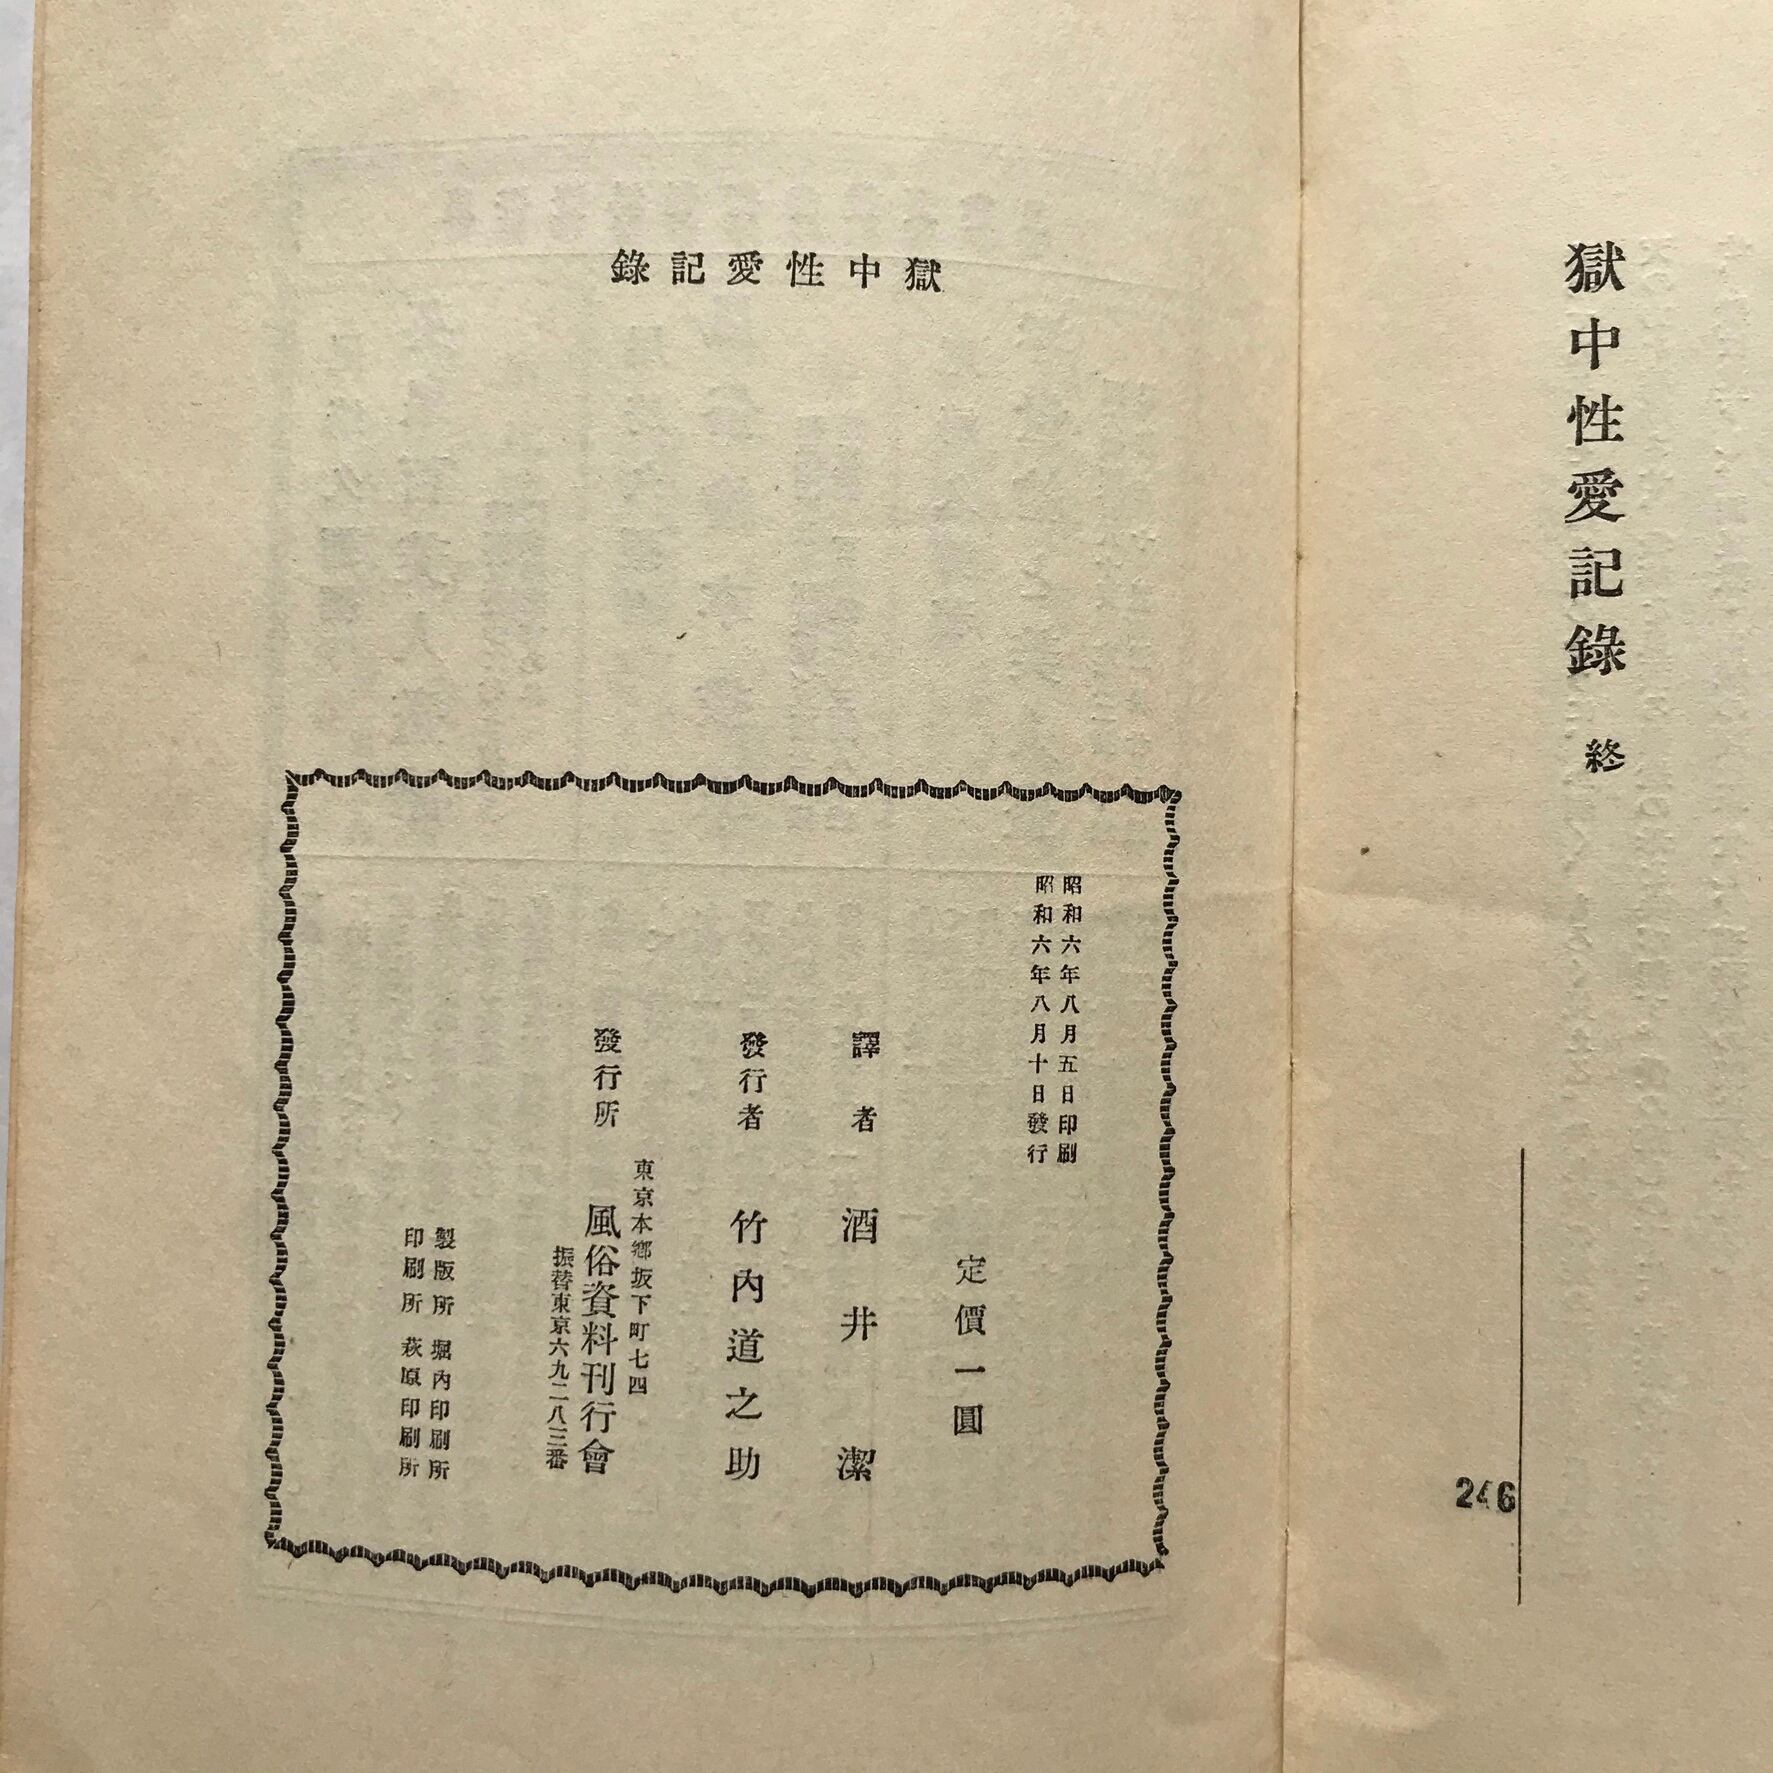 獄中性愛記錄 終
246
獄中性愛記錄
昭和六年八月五日印刷
昭和六年八月十日發行
定價一圓
譯者 酒井潔
發行者 竹內道之助
東京本鄉坂下町七四
發行所 風俗資料刊行會
振替東京六九二八三番
製版所 堀內印刷所
印刷所 萩原印刷所